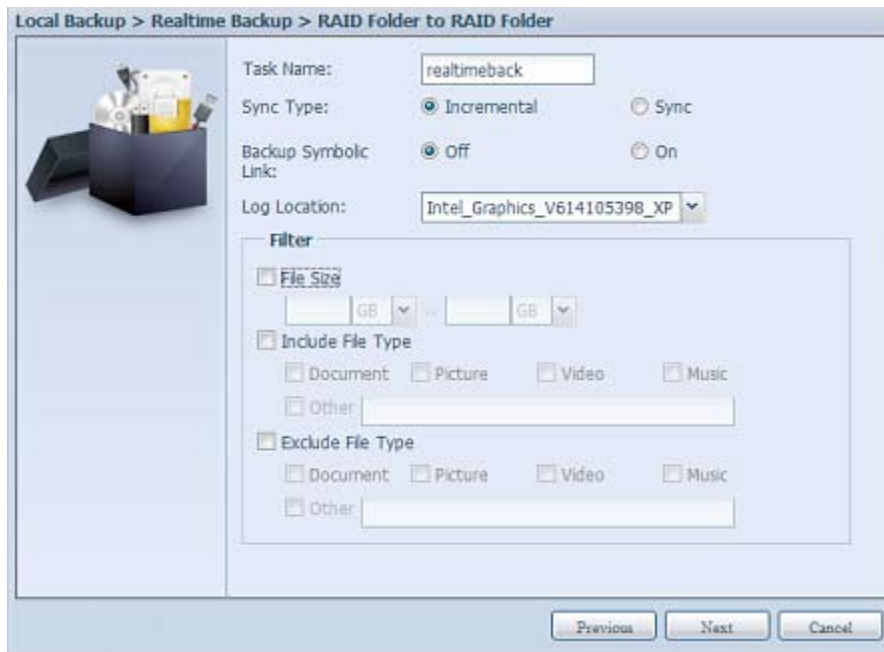 Local Backup > Realtime Backup > RAID Folder to RAID Folder
Task Name: realtimeback
Sync Type: Incremental Sync
Backup Symbolic Link: Off On
Log Location: Intel_Graphics_V614105398_XP
Filter
File Size
GB -- GB
Include File Type
Document Picture Video Music
Other
Exclude File Type
Document Picture Video Music
Other
Previous Next Cancel